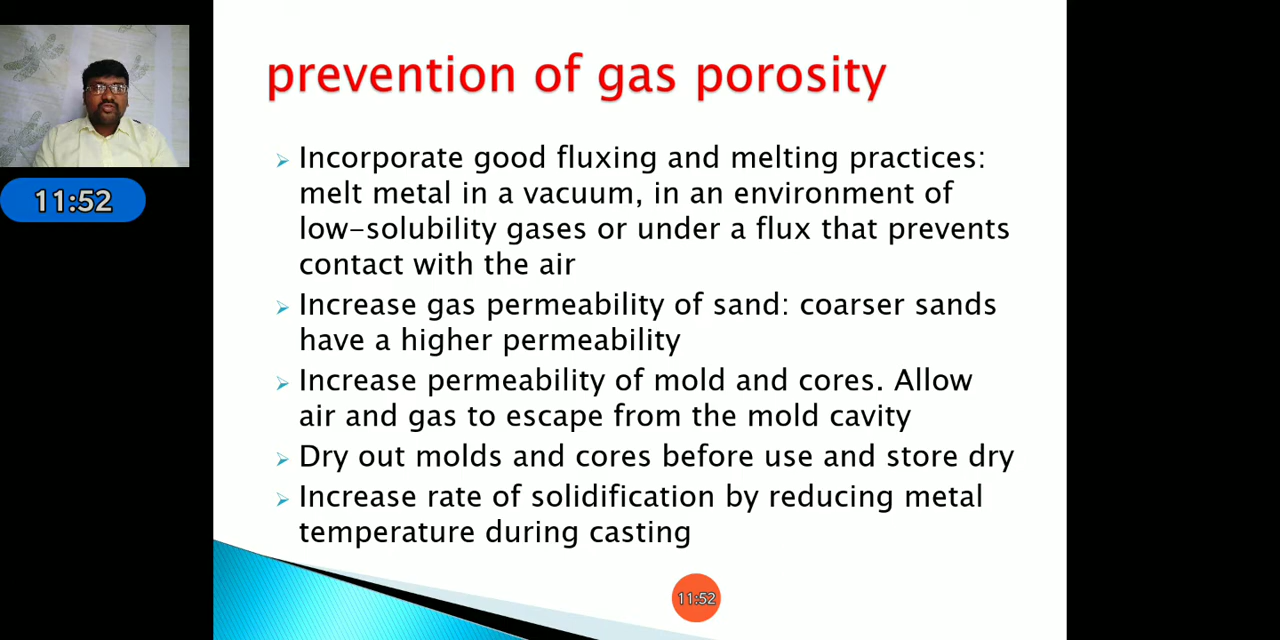 prevention of gas porosity
11:52
Incorporate good fluxing and melting practices:
melt metal in a vacuum, in an environment of
low-solubility gases or under a flux that prevents
contact with the air
Increase gas permeability of sand: coarser sands
have a higher permeability
Increase permeability of mold and cores. Allow
air and gas to escape from the mold cavity
Dry out molds and cores before use and store dry
Increase rate of solidification by reducing metal
temperature during casting
11:52